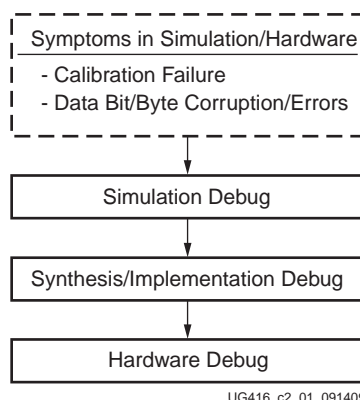 Symptoms in Simulation/Hardware
- Calibration Failure
- Data Bit/Byte Corruption/Errors
Simulation Debug
Synthesis/Implementation Debug
Hardware Debug
UG416_c2_01_091409